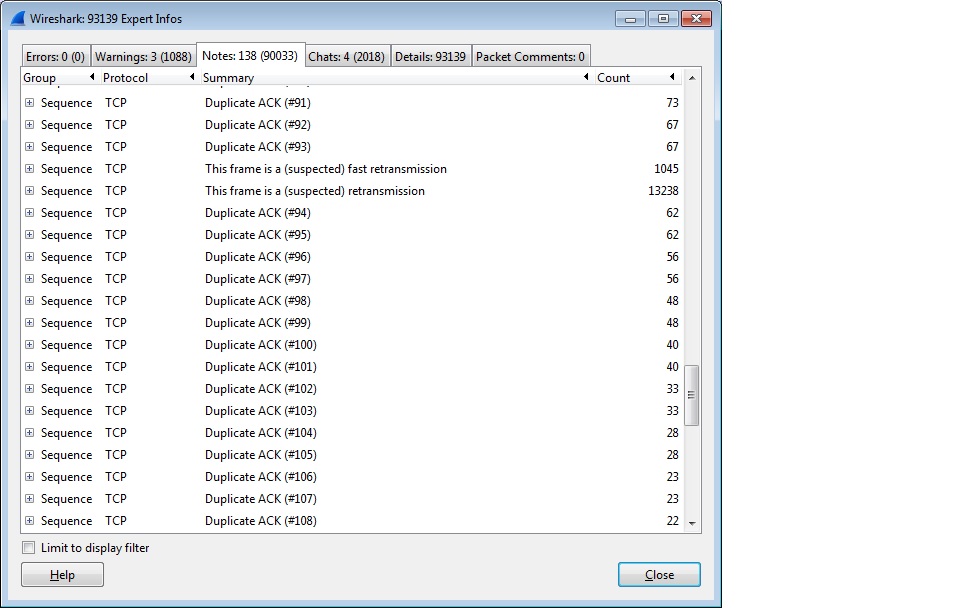 Wireshark: 93139 Expert Infos
Errors: 0 (0) Warnings: 3 (1088) Notes: 138 (90033) Chats: 4 (2018) Details: 93139 Packet Comments: 0
Group Protocol Summary Count
Sequence TCP Duplicate ACK (#91) 73
Sequence TCP Duplicate ACK (#92) 67
Sequence TCP Duplicate ACK (#93) 67
Sequence TCP This frame is a (suspected) fast retransmission 1045
Sequence TCP This frame is a (suspected) retransmission 13238
Sequence TCP Duplicate ACK (#94) 62
Sequence TCP Duplicate ACK (#95) 62
Sequence TCP Duplicate ACK (#96) 56
Sequence TCP Duplicate ACK (#97) 56
Sequence TCP Duplicate ACK (#98) 48
Sequence TCP Duplicate ACK (#99) 48
Sequence TCP Duplicate ACK (#100) 40
Sequence TCP Duplicate ACK (#101) 40
Sequence TCP Duplicate ACK (#102) 33
Sequence TCP Duplicate ACK (#103) 33
Sequence TCP Duplicate ACK (#104) 28
Sequence TCP Duplicate ACK (#105) 28
Sequence TCP Duplicate ACK (#106) 23
Sequence TCP Duplicate ACK (#107) 23
Sequence TCP Duplicate ACK (#108) 22
Limit to display filter
Help Close